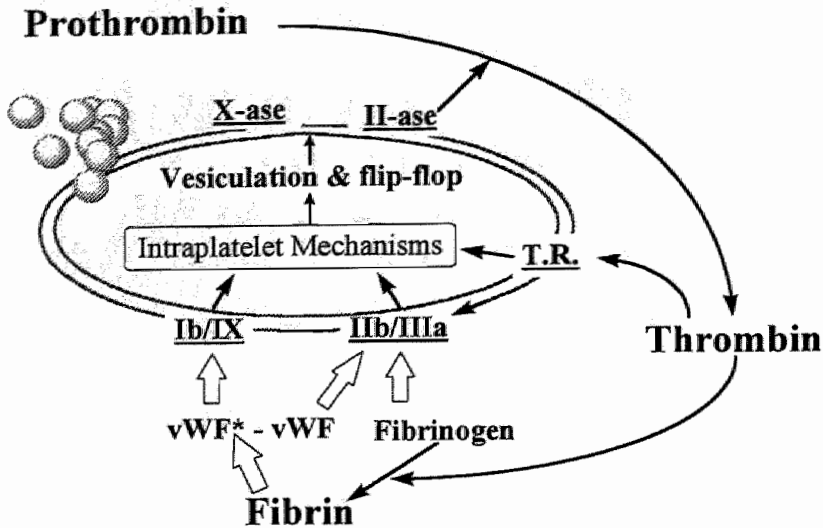 Prothrombin
X-ase II-ase
Vesiculation & flip-flop
Intraplatelet Mechanisms
T.R.
Ib/IX IIb/IIIa
Thrombin
vWF* - vWF Fibrinogen
Fibrin